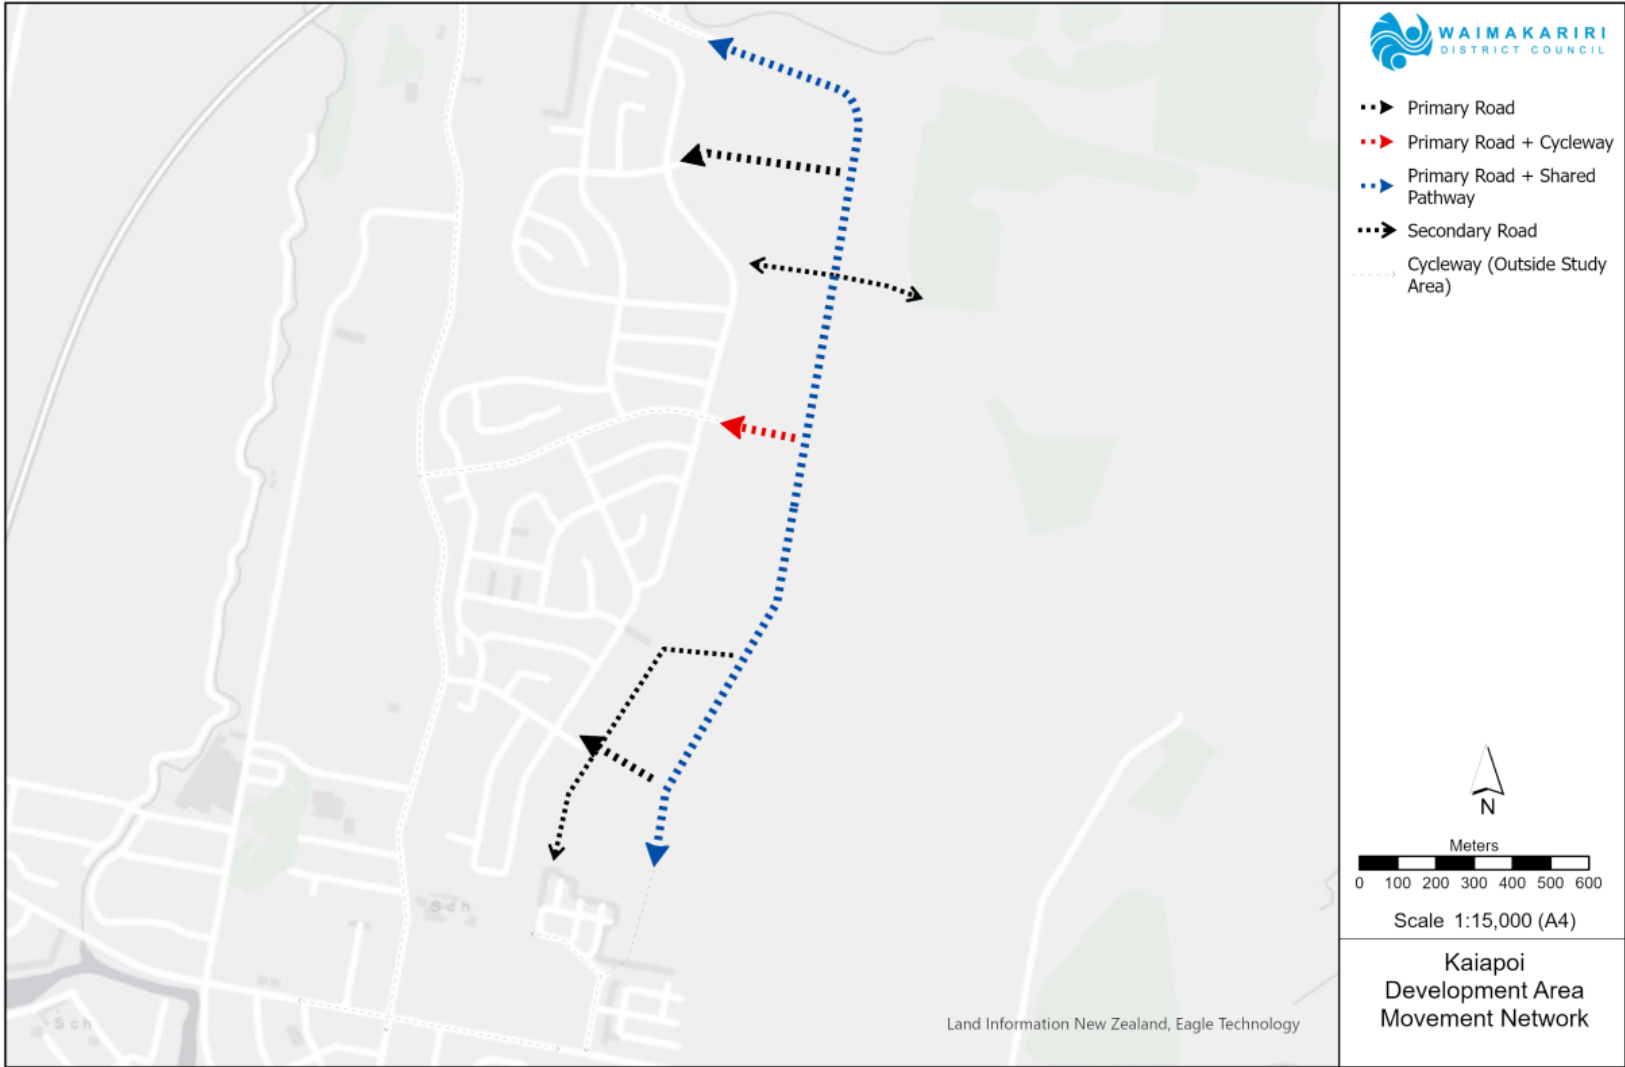 WAIMAKARIRI
DISTRICT COUNCIL
Primary Road
Primary Road + Cycleway
Primary Road + Shared
Pathway
Secondary Road
Cycleway (Outside Study
Area)
N
Meters
0 100 200 300 400 500 600
Scale 1:15,000 (A4)
Kaiapoi
Development Area
Movement Network
Sch
Sch
Land Information New Zealand, Eagle Technology